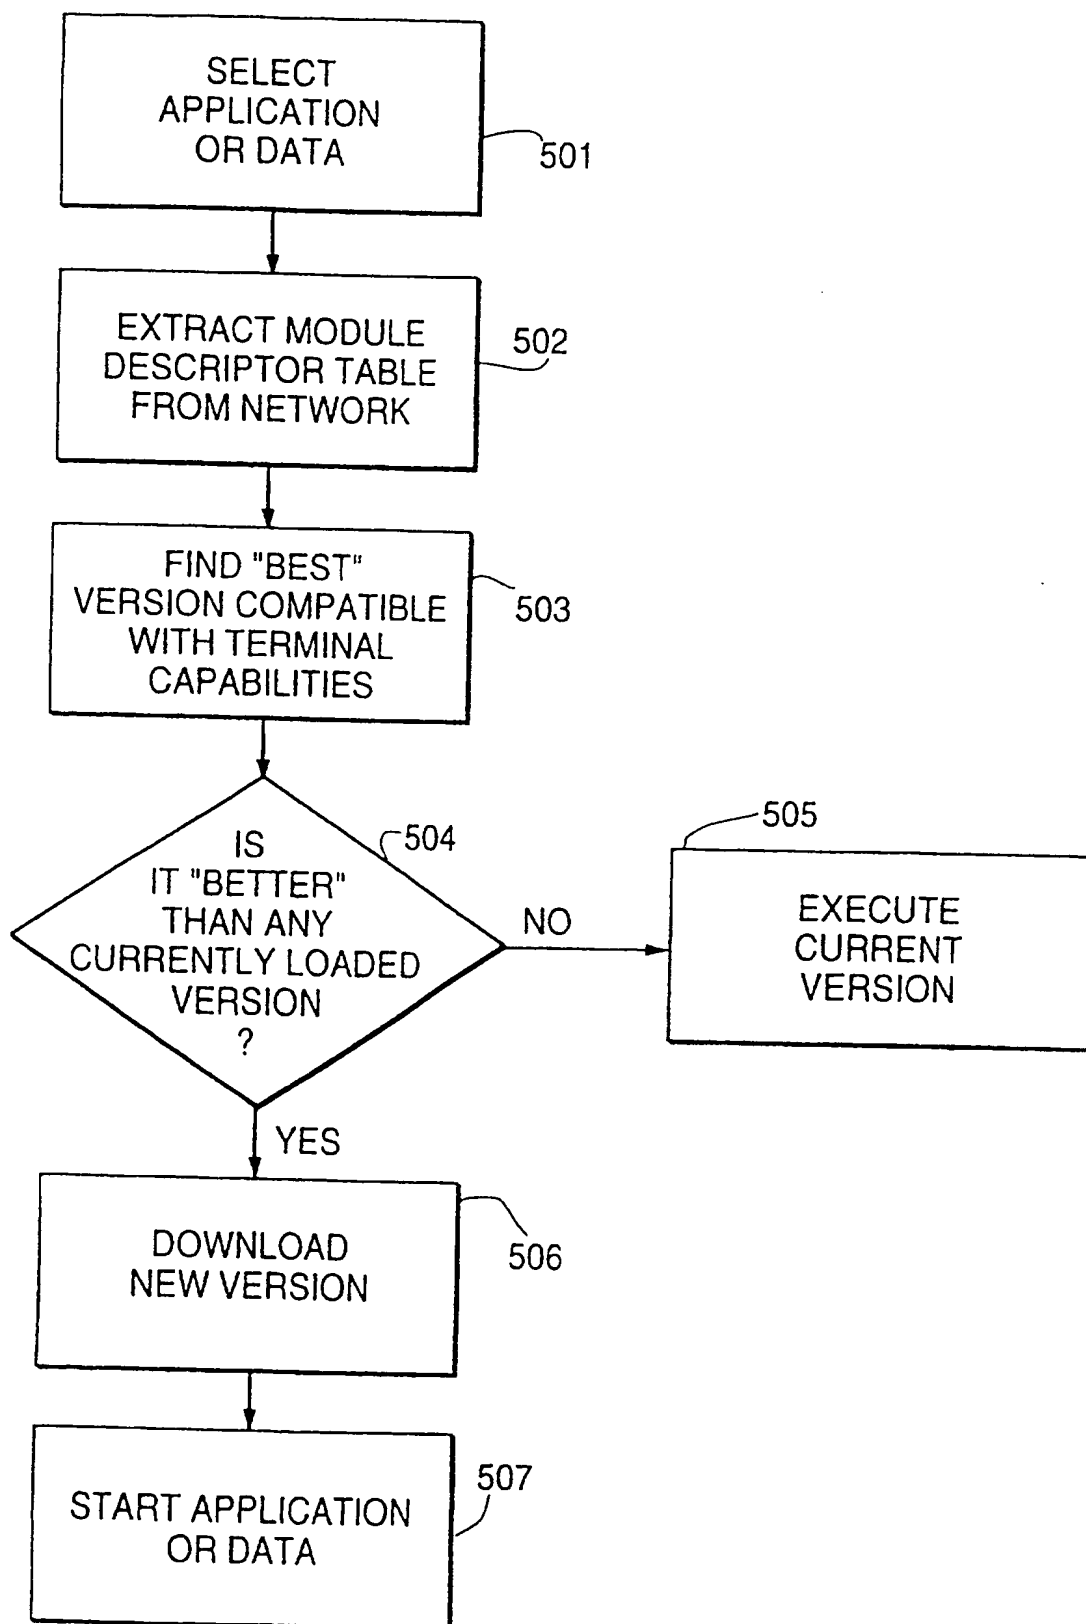 SELECT
APPLICATION
OR DATA
501
EXTRACT MODULE
DESCRIPTOR TABLE
FROM NETWORK
502
FIND "BEST"
VERSION COMPATIBLE
WITH TERMINAL
CAPABILITIES
503
IS
IT "BETTER"
THAN ANY
CURRENTLY LOADED
VERSION
?
504
NO
505
EXECUTE
CURRENT
VERSION
YES
DOWNLOAD
NEW VERSION
506
START APPLICATION
OR DATA
507